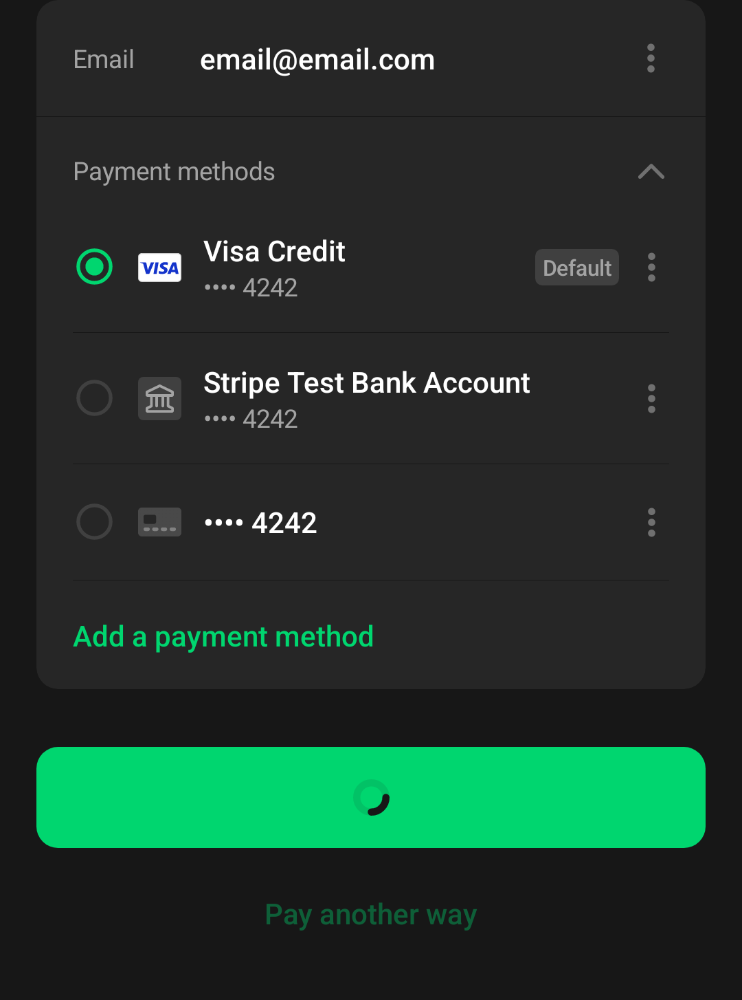 Email email@email.com
Payment methods
VISA Visa Credit Default
•••• 4242
Stripe Test Bank Account
•••• 4242
•••• 4242
Add a payment method
Pay another way